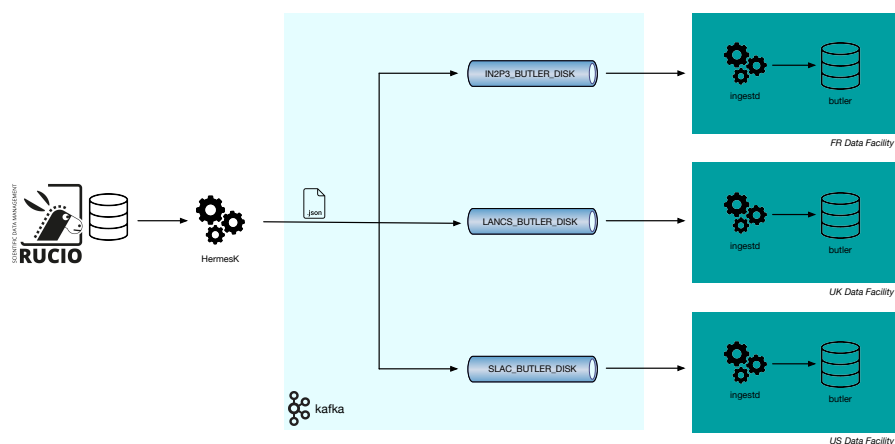 IN2P3_BUTLER_DISK
ingestd
butler
FR Data Facility
SCIENTIFIC DATA MANAGEMENT
RUCIO
HermesK
.json
LANCS_BUTLER_DISK
ingestd
butler
UK Data Facility
SLAC_BUTLER_DISK
ingestd
butler
US Data Facility
kafka